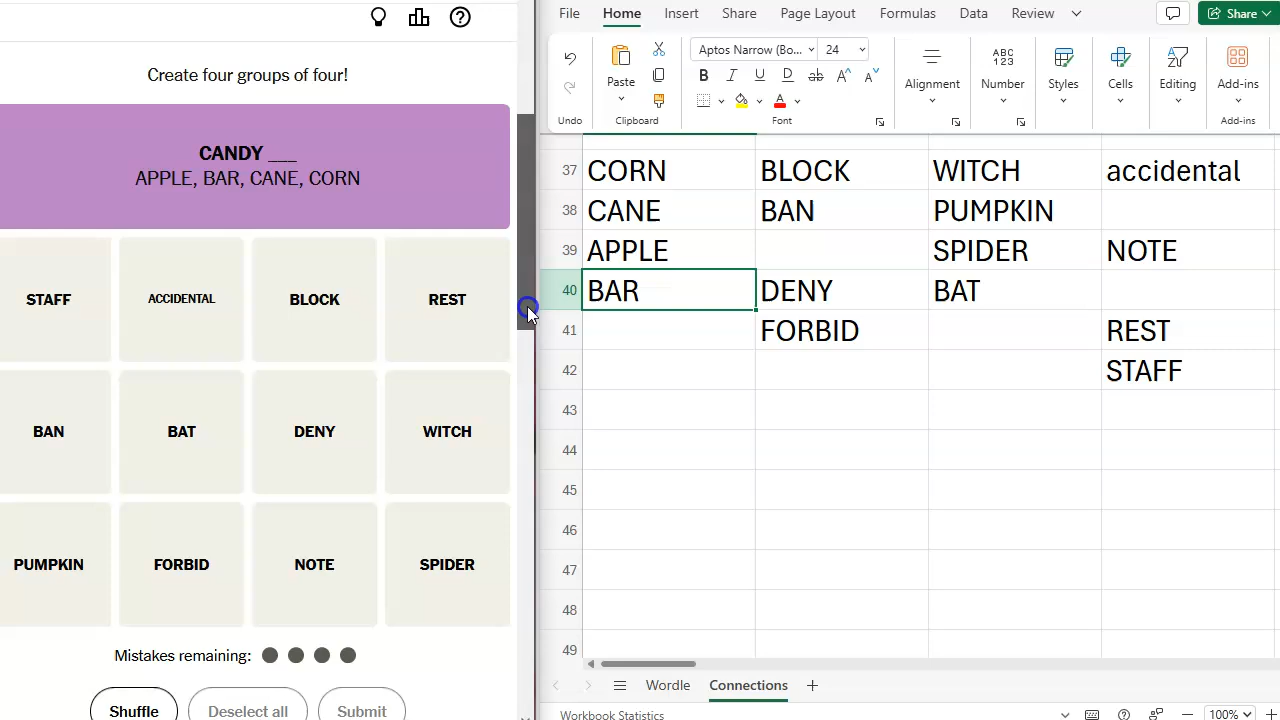 Create four groups of four!
CANDY ___
APPLE, BAR, CANE, CORN
STAFF ACCIDENTAL BLOCK REST
BAN BAT DENY WITCH
PUMPKIN FORBID NOTE SPIDER
Mistakes remaining:
Shuffle Deselect all Submit
File Home Insert Share Page Layout Formulas Data Review Share
Undo
Paste
Clipboard
Aptos Narrow (Bo... 24
B I U D ab A A
A
Font
Alignment
ABC
123
Number
Styles
Cells
Editing
Add-ins
Add-ins
37 CORN BLOCK WITCH accidental
38 CANE BAN PUMPKIN
39 APPLE SPIDER NOTE
40 BAR DENY BAT
41 FORBID REST
42 STAFF
43
44
45
46
47
48
49
Wordle Connections
Workbook Statistics 100%